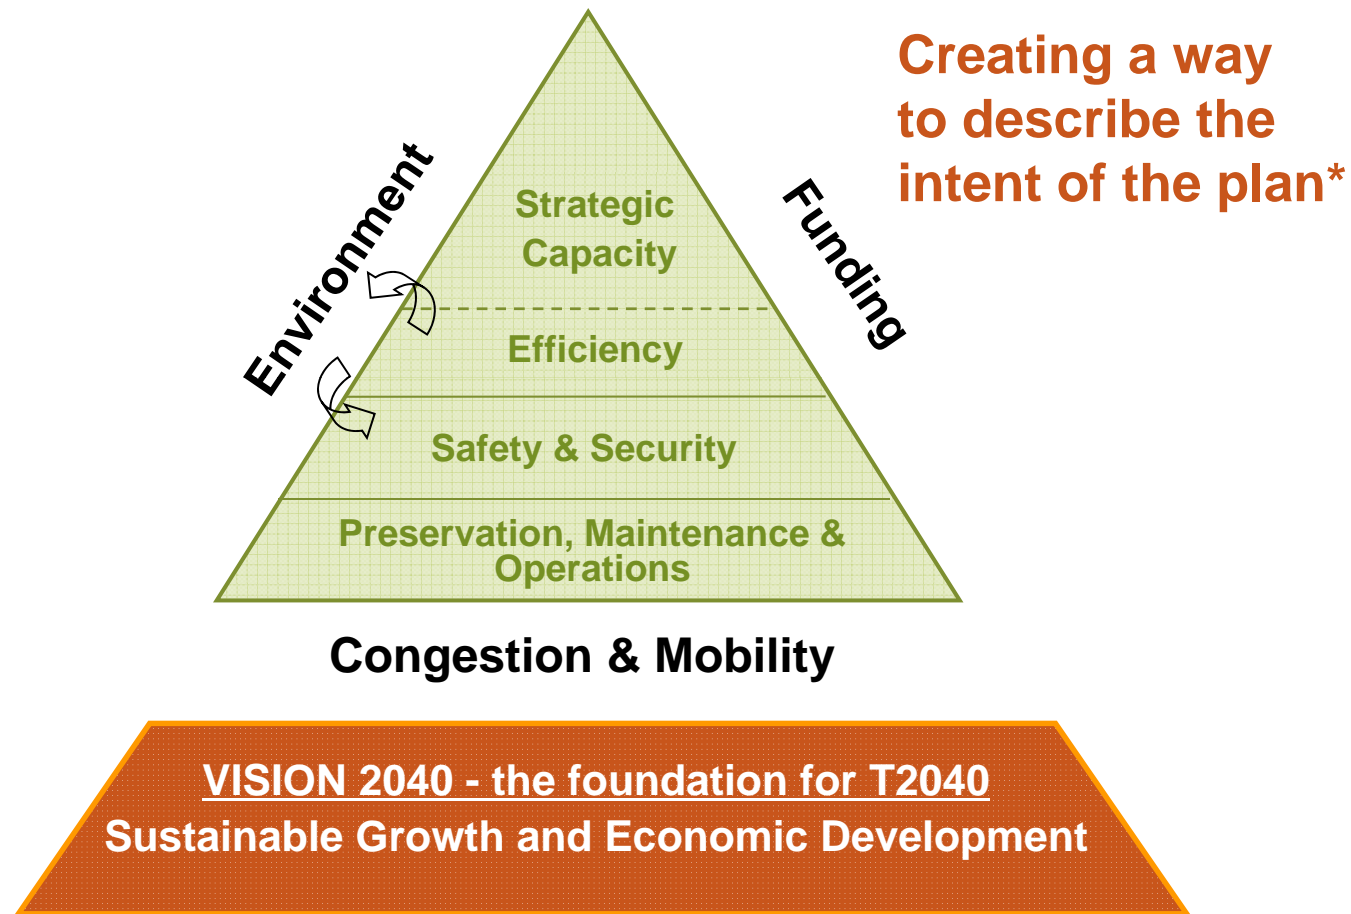 Creating a way
to describe the
intent of the plan*
Environment
Funding
Strategic
Capacity
Efficiency
Safety & Security
Preservation, Maintenance &
Operations
Congestion & Mobility
VISION 2040 - the foundation for T2040
Sustainable Growth and Economic Development